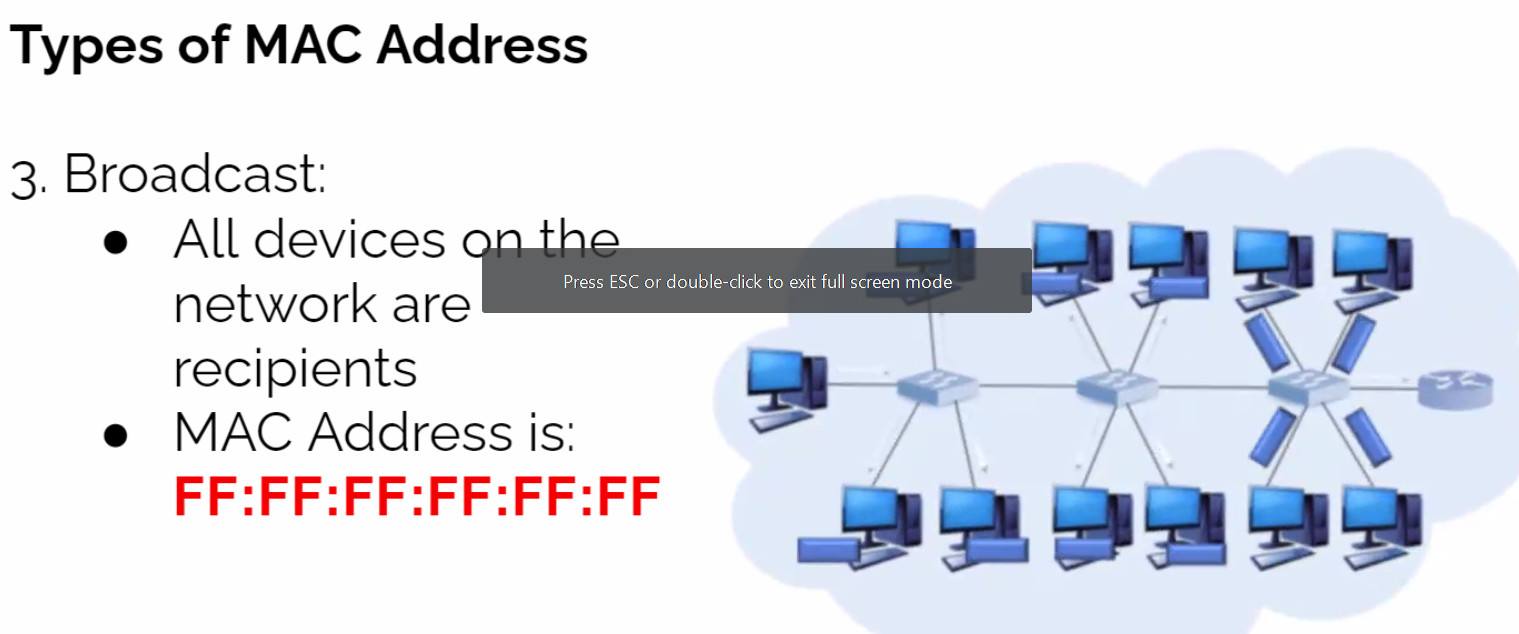 Types of MAC Address
3. Broadcast:
● All devices on the
network are
recipients
● MAC Address is:
FF:FF:FF:FF:FF:FF
Press ESC or double-click to exit full screen mode